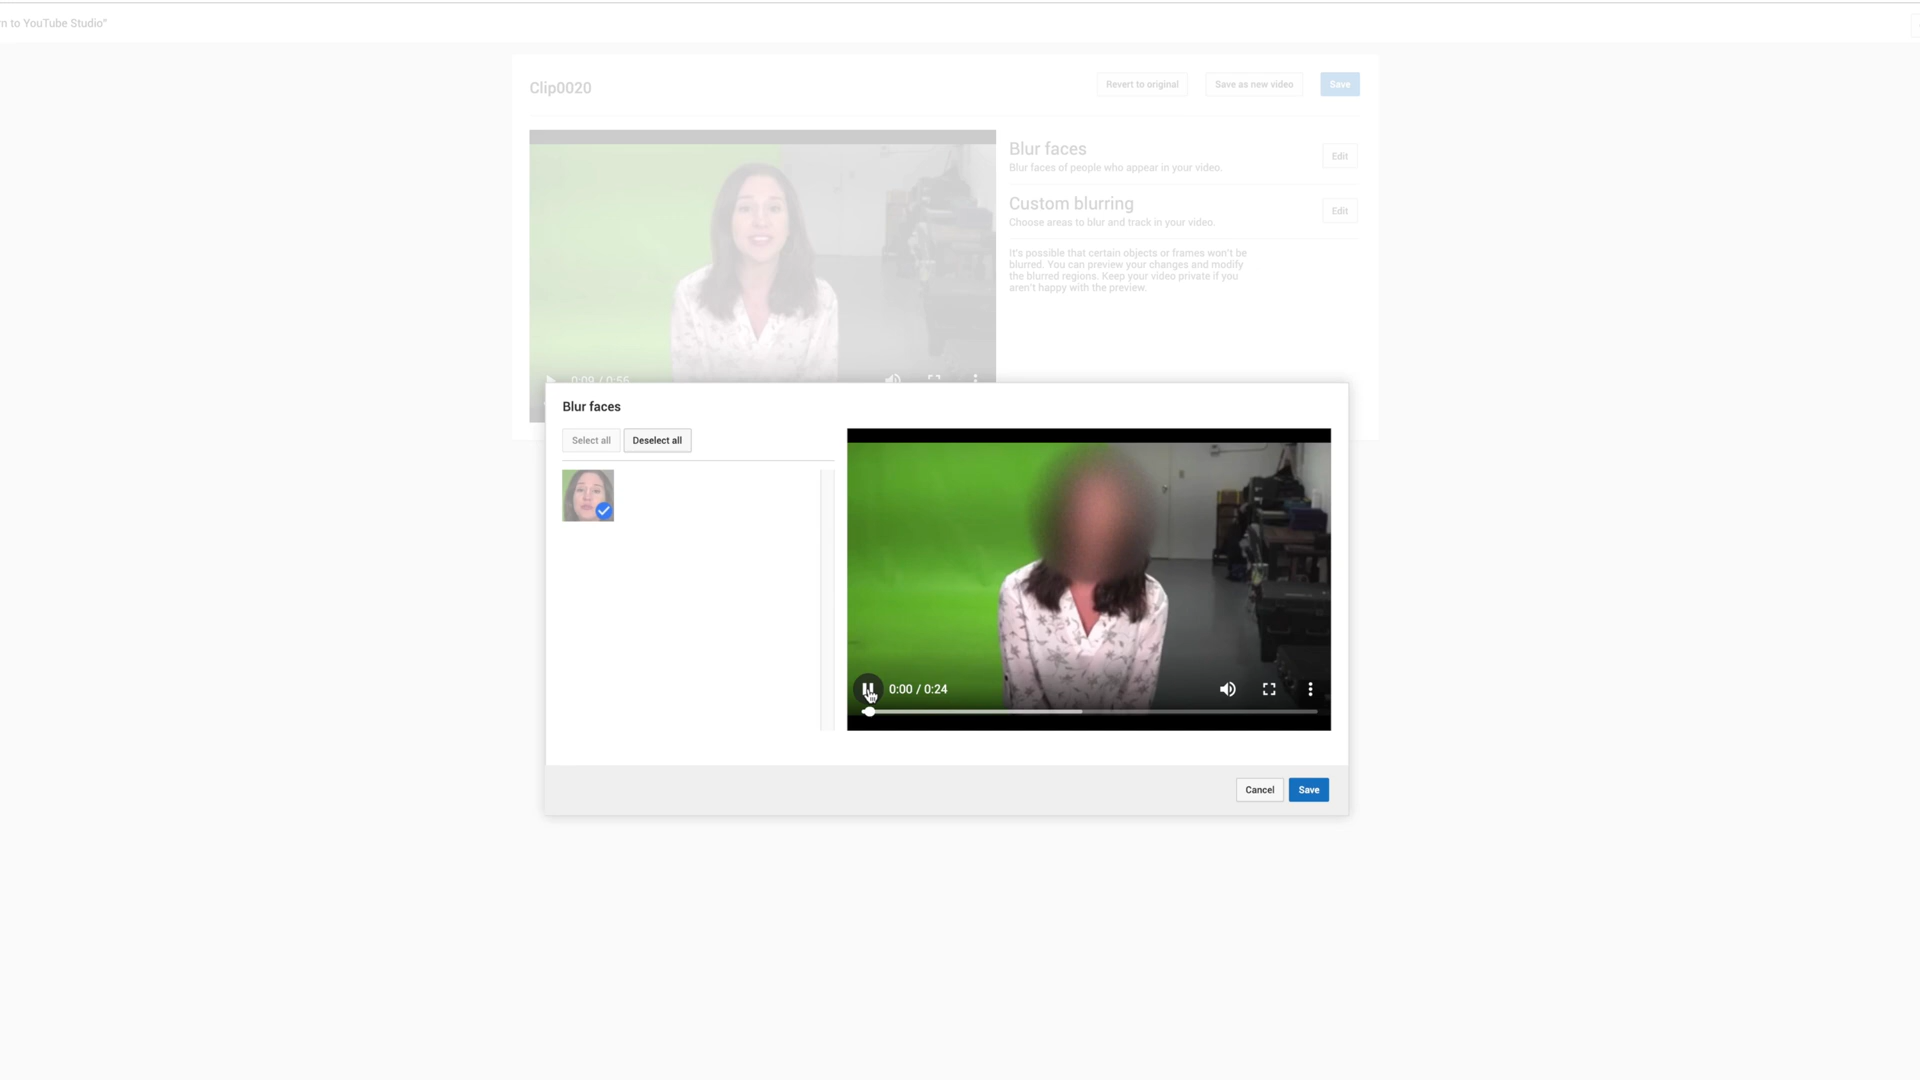 n to YouTube Studio"
Clip0020
Revert to original
Save as new video
Save
Blur faces
Blur faces of people who appear in your video.
Edit
Custom blurring
Choose areas to blur and track in your video.
Edit
It's possible that certain objects or frames won't be
blurred. You can preview your changes and modify
the blurred regions. Keep your video private if you
aren't happy with the preview.
0:09 / 0:56
Blur faces
Select all
Deselect all
0:00 / 0:24
Cancel
Save